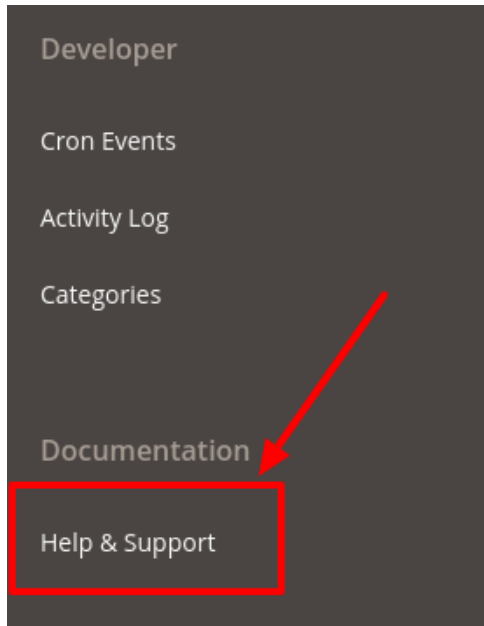 Developer
Cron Events
Activity Log
Categories
Documentation
Help & Support